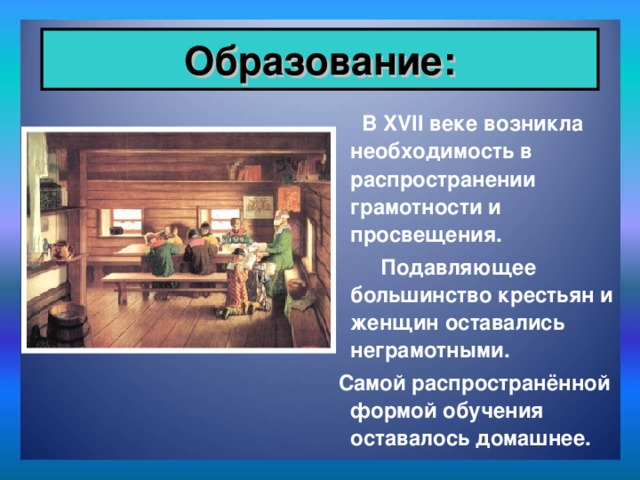 Образование:
В XVII веке возникла
необходимость в
распространении
грамотности и
просвещения.
Подавляющее
большинство крестьян и
женщин оставались
неграмотными.
Самой распространённой
формой обучения
оставалось домашнее.